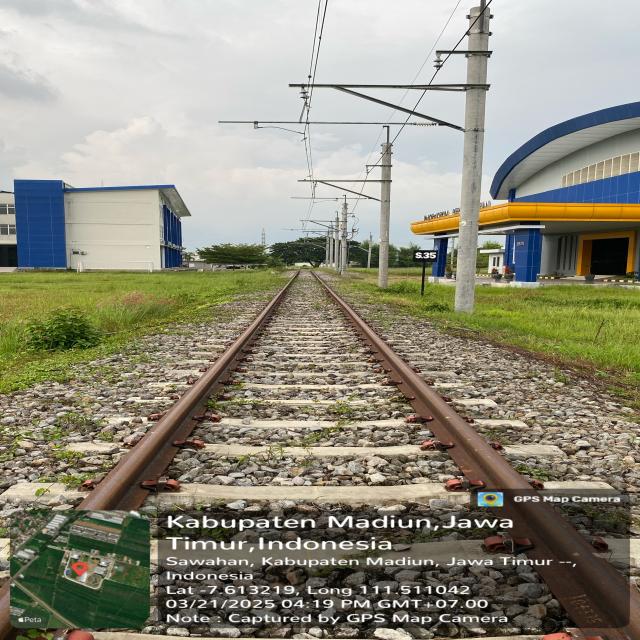 S.35
GPS Map Camera
Kabupaten Madiun,Jawa
Timur,Indonesia
Sawahan, Kabupaten Madiun, Jawa Timur --,
Indonesia
Lat -7.613219, Long 111.511042
03/21/2025 04:19 PM GMT+07.00
Note : Captured by GPS Map Camera
Peta